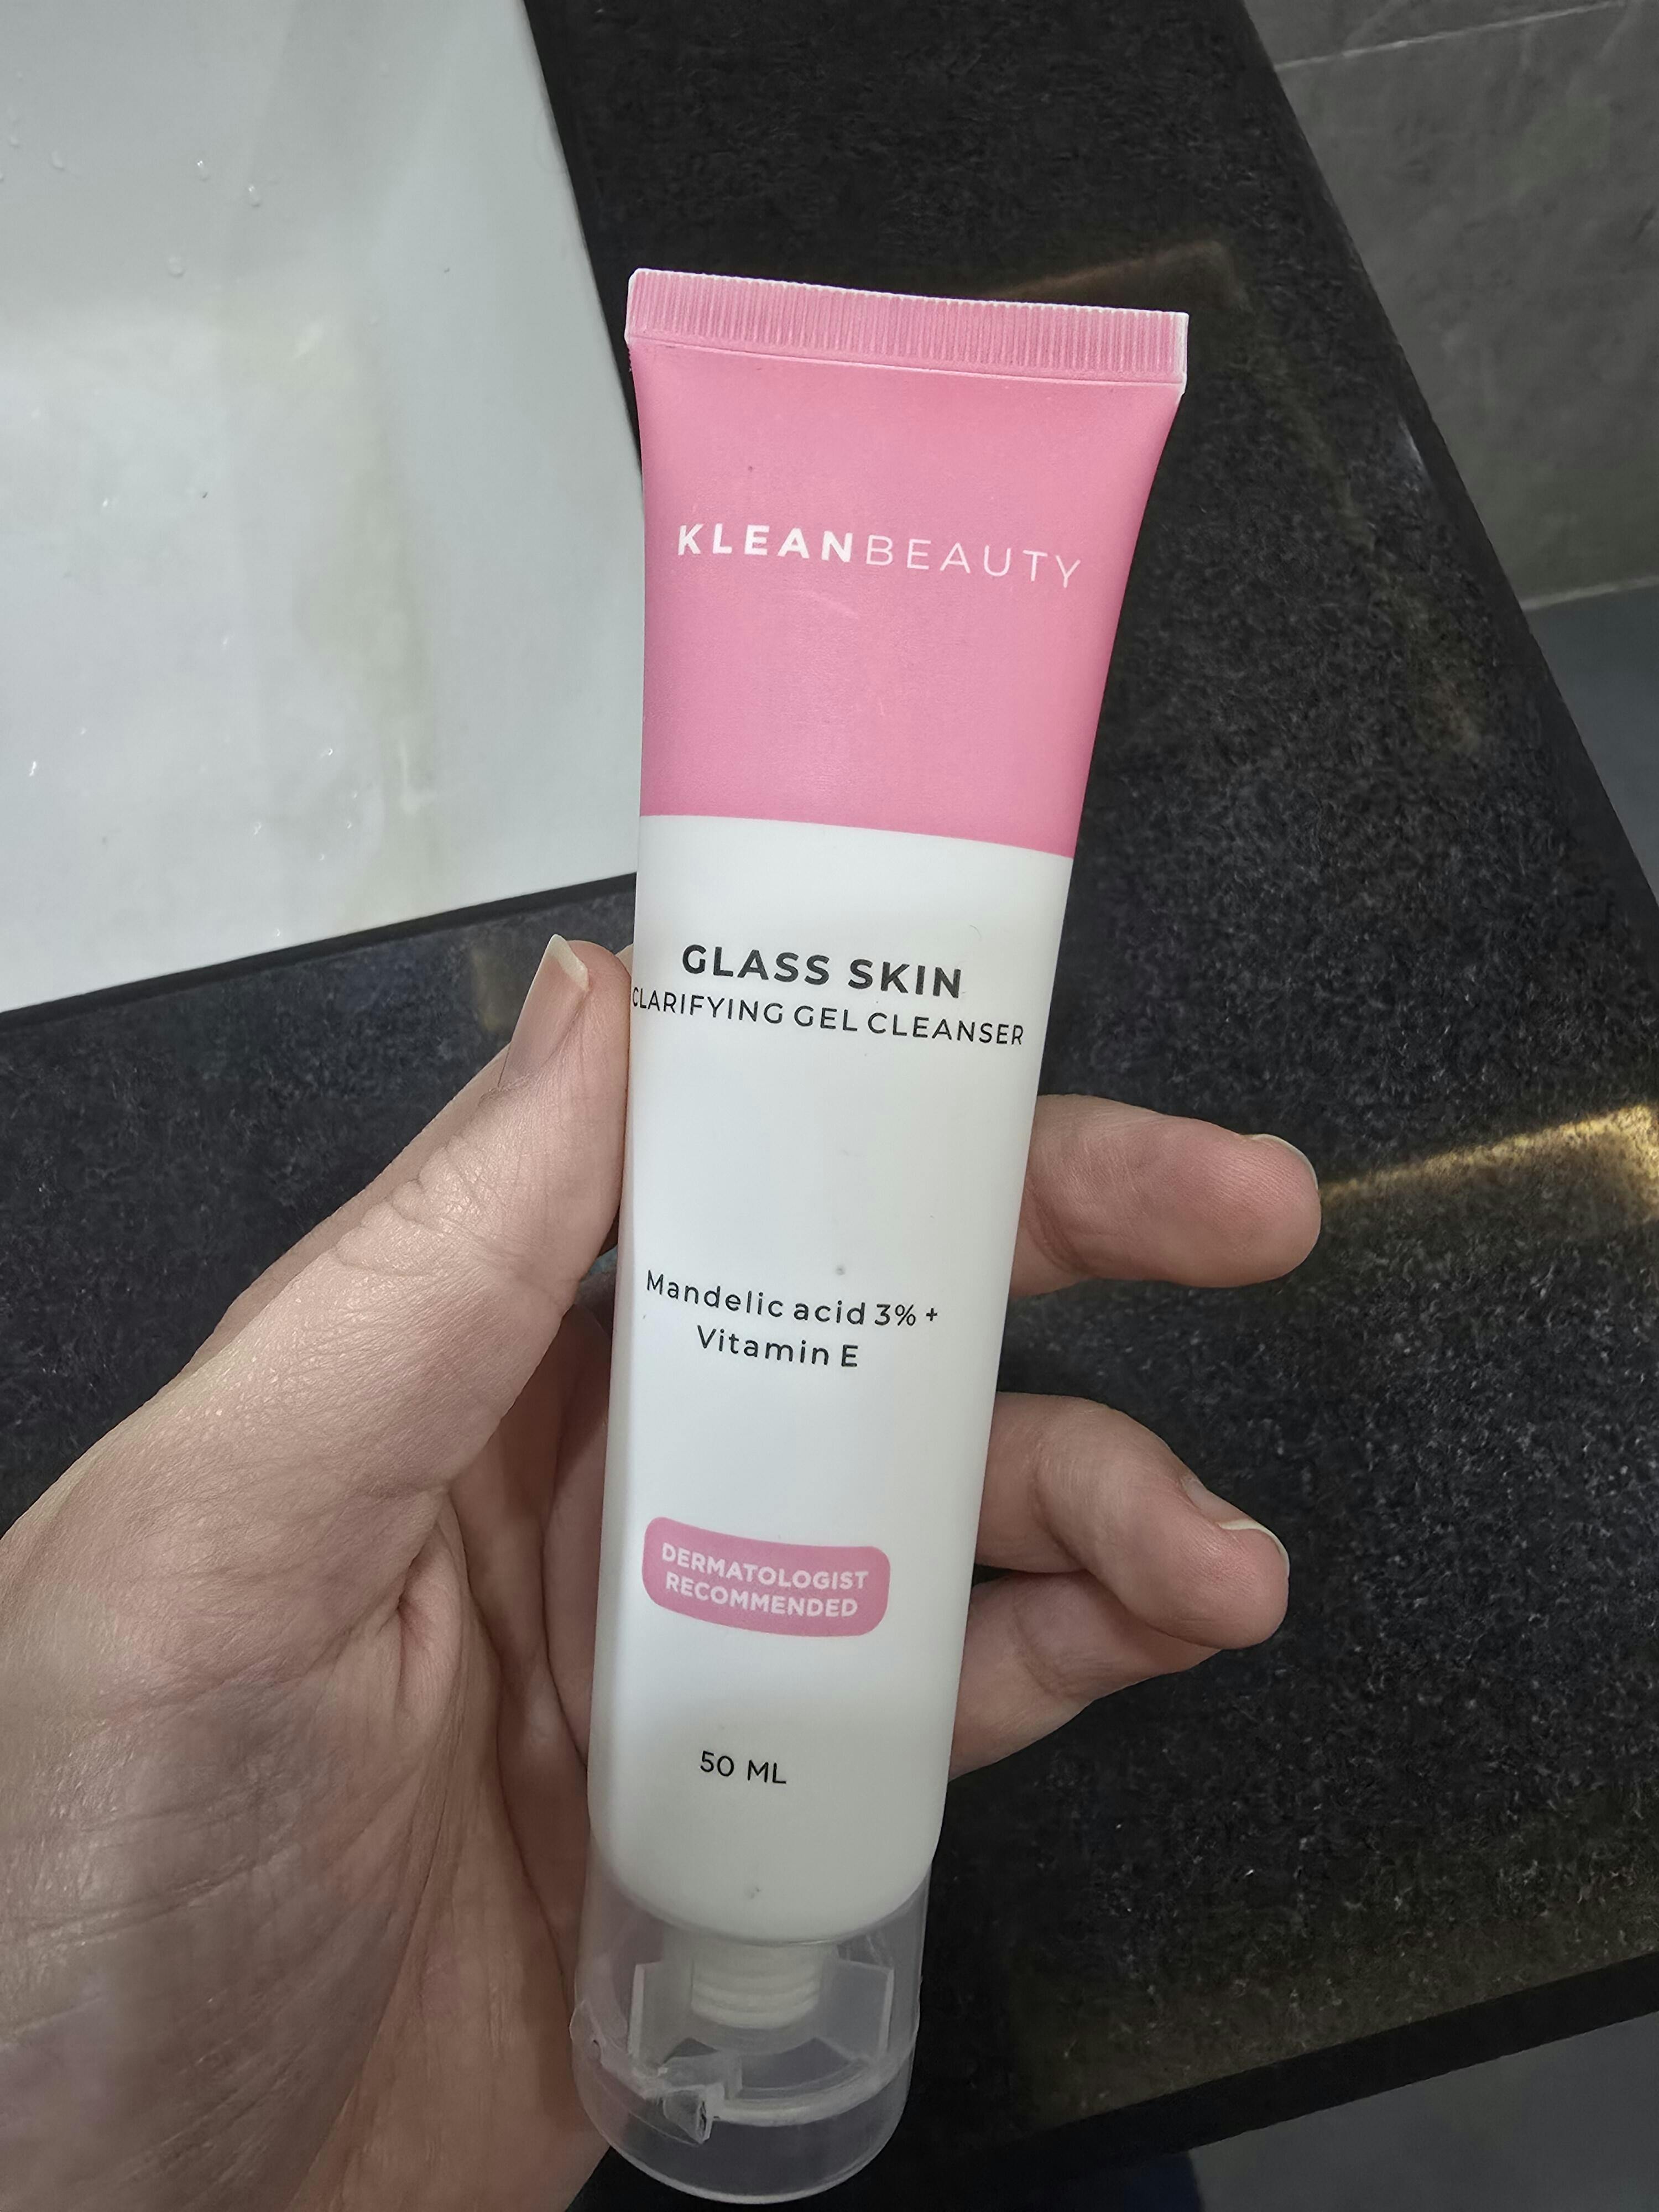 KLEANBEAUTY
GLASS SKIN
CLARIFYING GEL CLEANSER
Mandelic acid 3% +
Vitamin E
DERMATOLOGIST
RECOMMENDED
50 ML